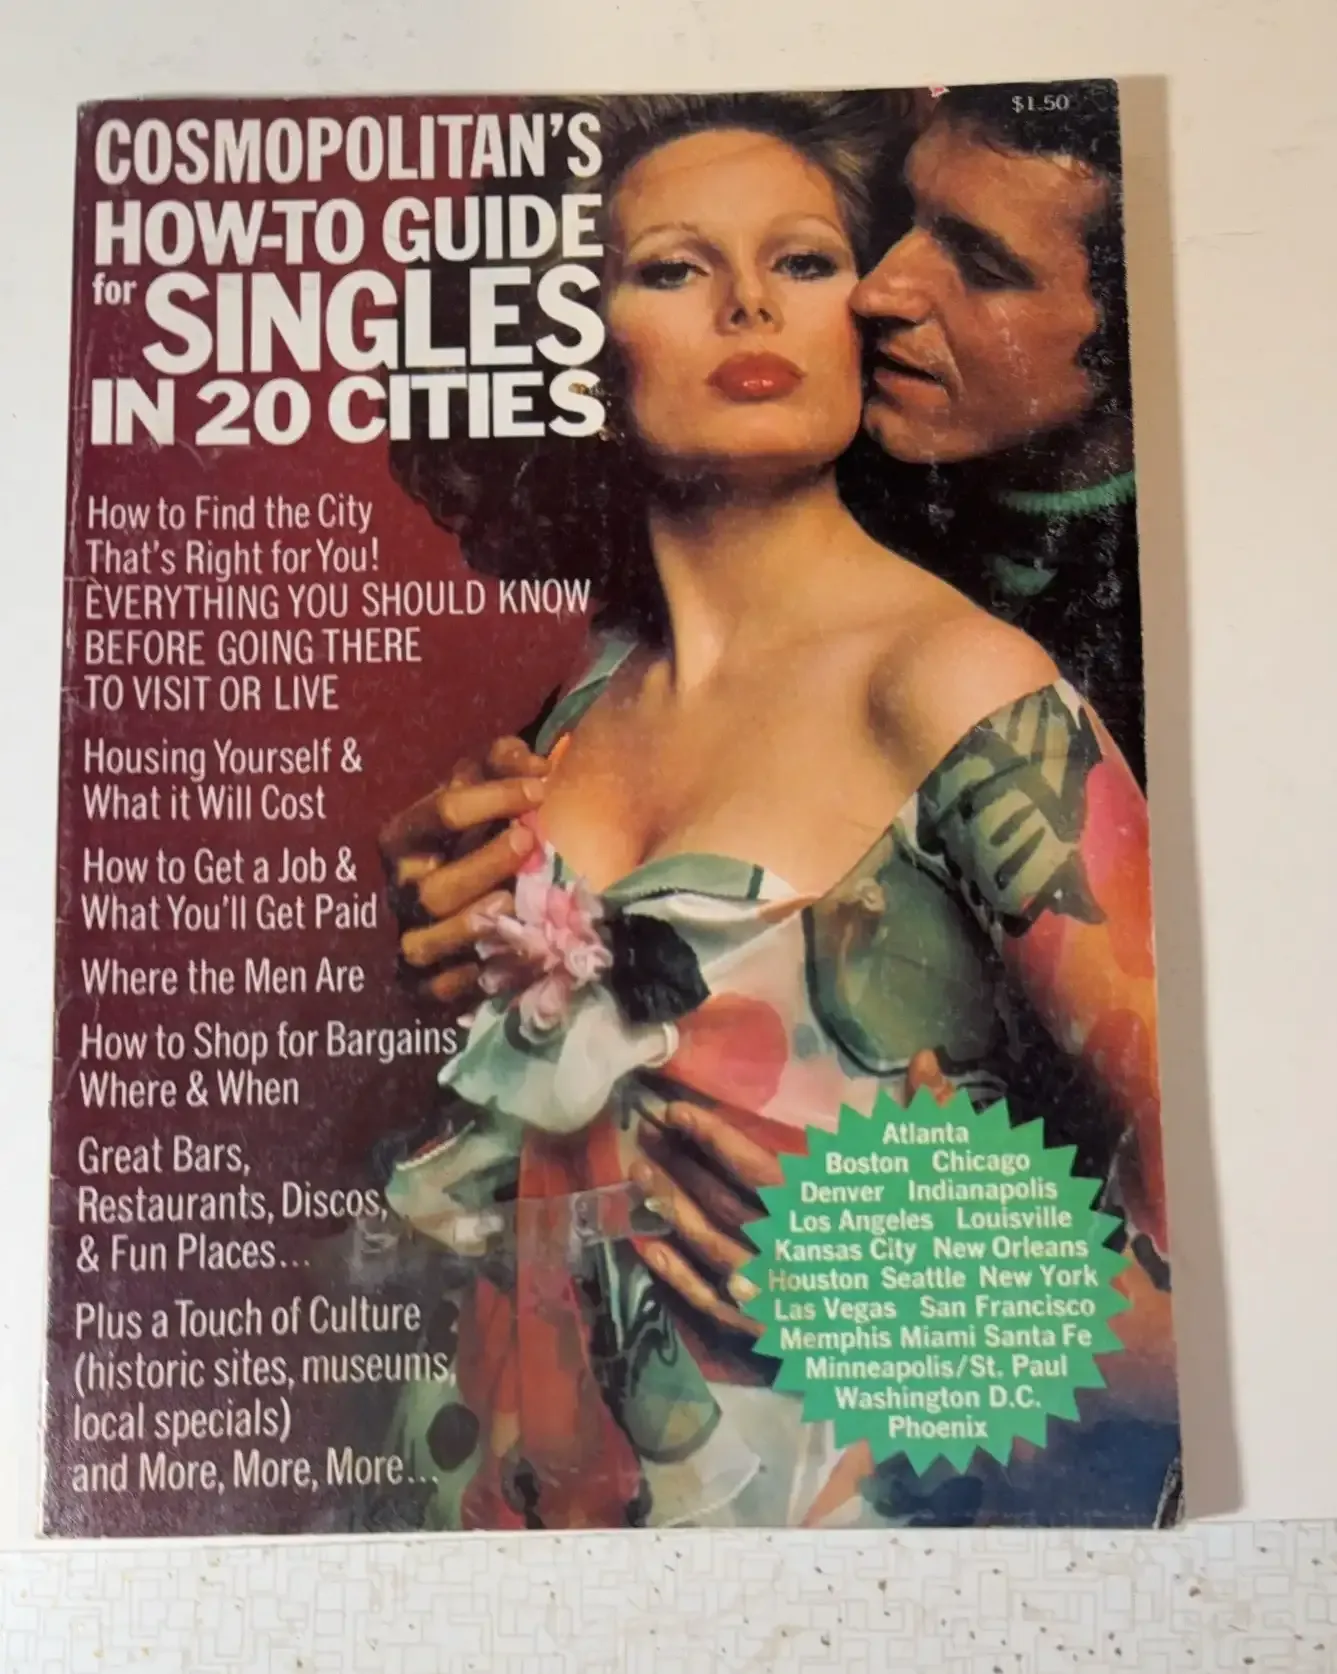 $1.50
COSMOPOLITAN'S
HOW-TO GUIDE
for SINGLES
IN 20 CITIES
How to Find the City
That's Right for You!
EVERYTHING YOU SHOULD KNOW
BEFORE GOING THERE
TO VISIT OR LIVE
Housing Yourself &
What it Will Cost
How to Get a Job &
What You'll Get Paid
Where the Men Are
How to Shop for Bargains
Where & When
Great Bars,
Restaurants, Discos,
& Fun Places...
Plus a Touch of Culture
(historic sites, museums,
local specials)
and More, More, More...
Atlanta
Boston Chicago
Denver Indianapolis
Los Angeles Louisville
Kansas City New Orleans
Houston Seattle New York
Las Vegas San Francisco
Memphis Miami Santa Fe
Minneapolis/St. Paul
Washington D.C.
Phoenix